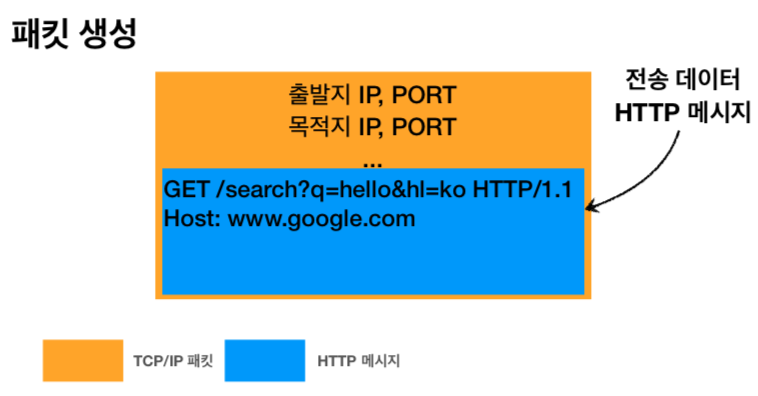 패킷 생성
출발지 IP, PORT
목적지 IP, PORT
...
전송 데이터
HTTP 메시지
GET /search?q=hello&hl=ko HTTP/1.1
Host: www.google.com
TCP/IP 패킷
HTTP 메시지